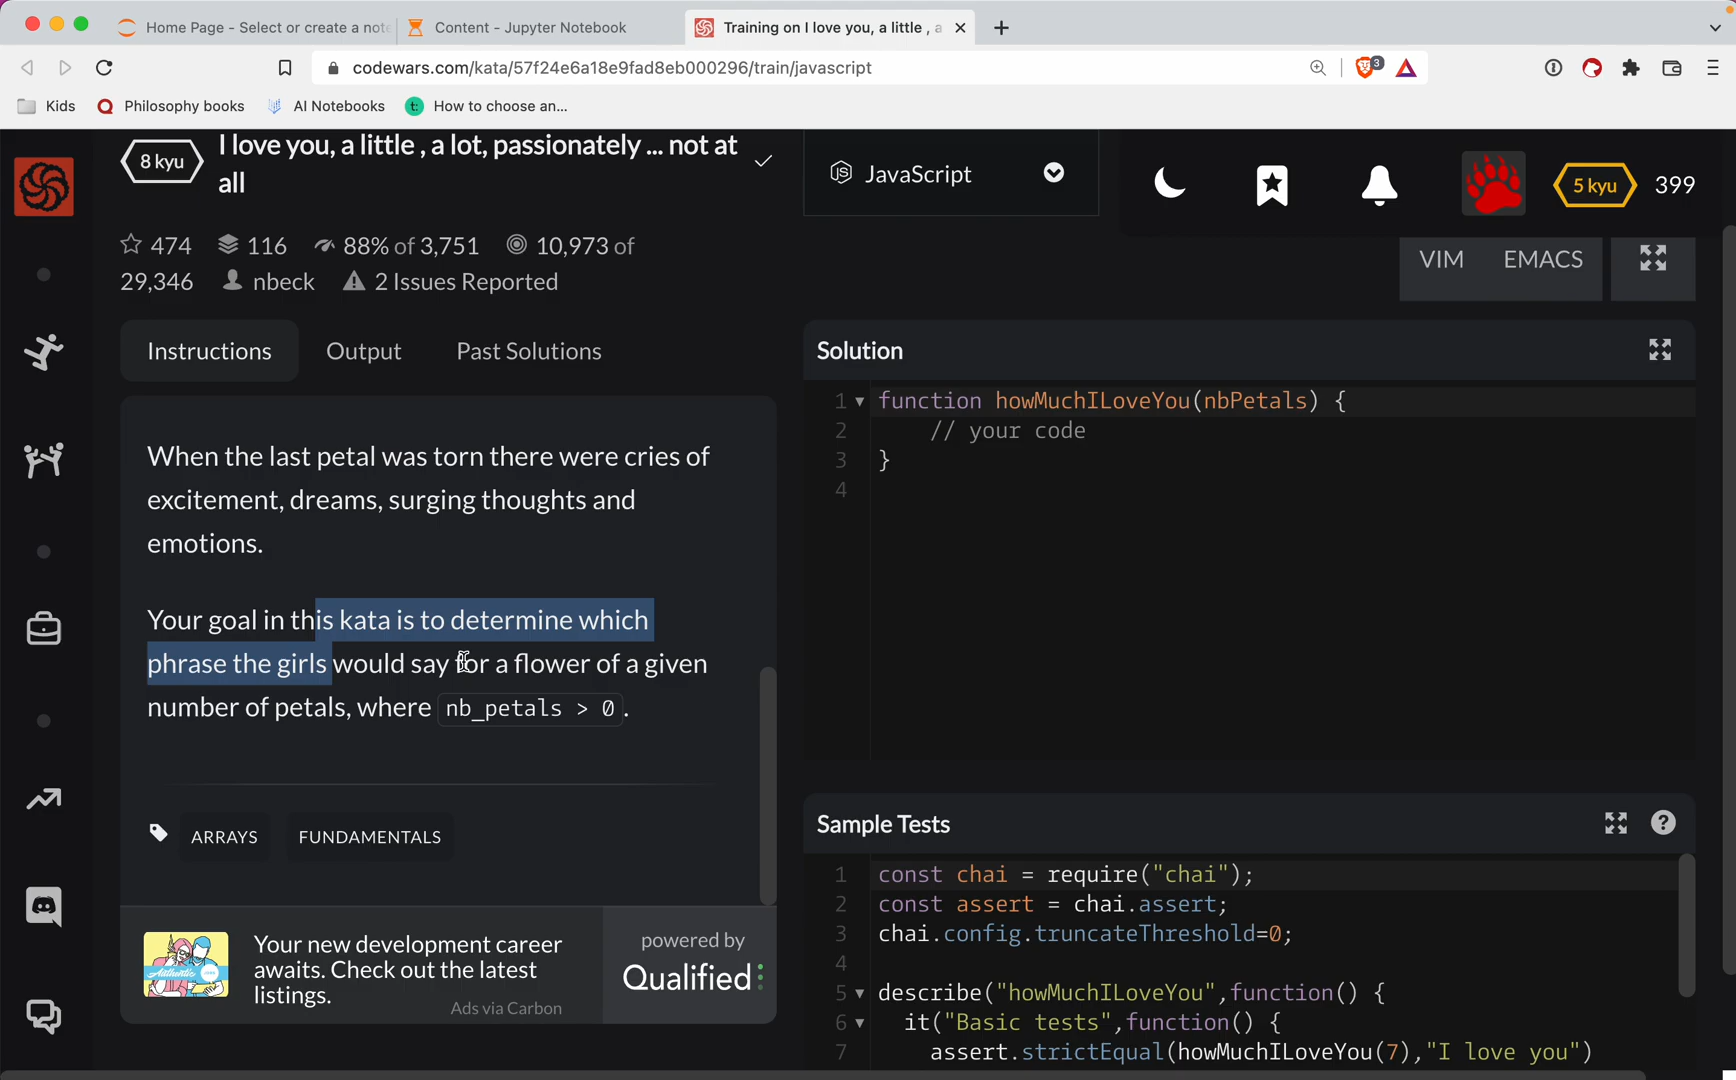 Home Page - Select or create a note
Content - Jupyter Notebook
Training on I love you, a little , a
codewars.com/kata/57f24e6a18e9fad8eb000296/train/javascript
3
Kids
Philosophy books
AI Notebooks
t:
How to choose an...
8 kyu
I love you, a little , a lot, passionately ... not at
all
JS
JavaScript
5 kyu
399
474
116
88% of 3,751
10,973 of
29,346
nbeck
2 Issues Reported
VIM
EMACS
Instructions
Output
Past Solutions
When the last petal was torn there were cries of
excitement, dreams, surging thoughts and
emotions.
Your goal in this kata is to determine which
phrase the girls would say for a flower of a given
number of petals, where nb_petals > 0.
ARRAYS
FUNDAMENTALS
Authentic
Your new development career
awaits. Check out the latest
listings.
Ads via Carbon
powered by
Qualified
Solution
1 function howMuchILoveYou(nbPetals) {
2 // your code
3 }
4
Sample Tests
?
1 const chai = require("chai");
2 const assert = chai.assert;
3 chai.config.truncateThreshold=0;
4
5 describe("howMuchILoveYou",function() {
6 it("Basic tests",function() {
7 assert.strictEqual(howMuchILoveYou(7),"I love you")